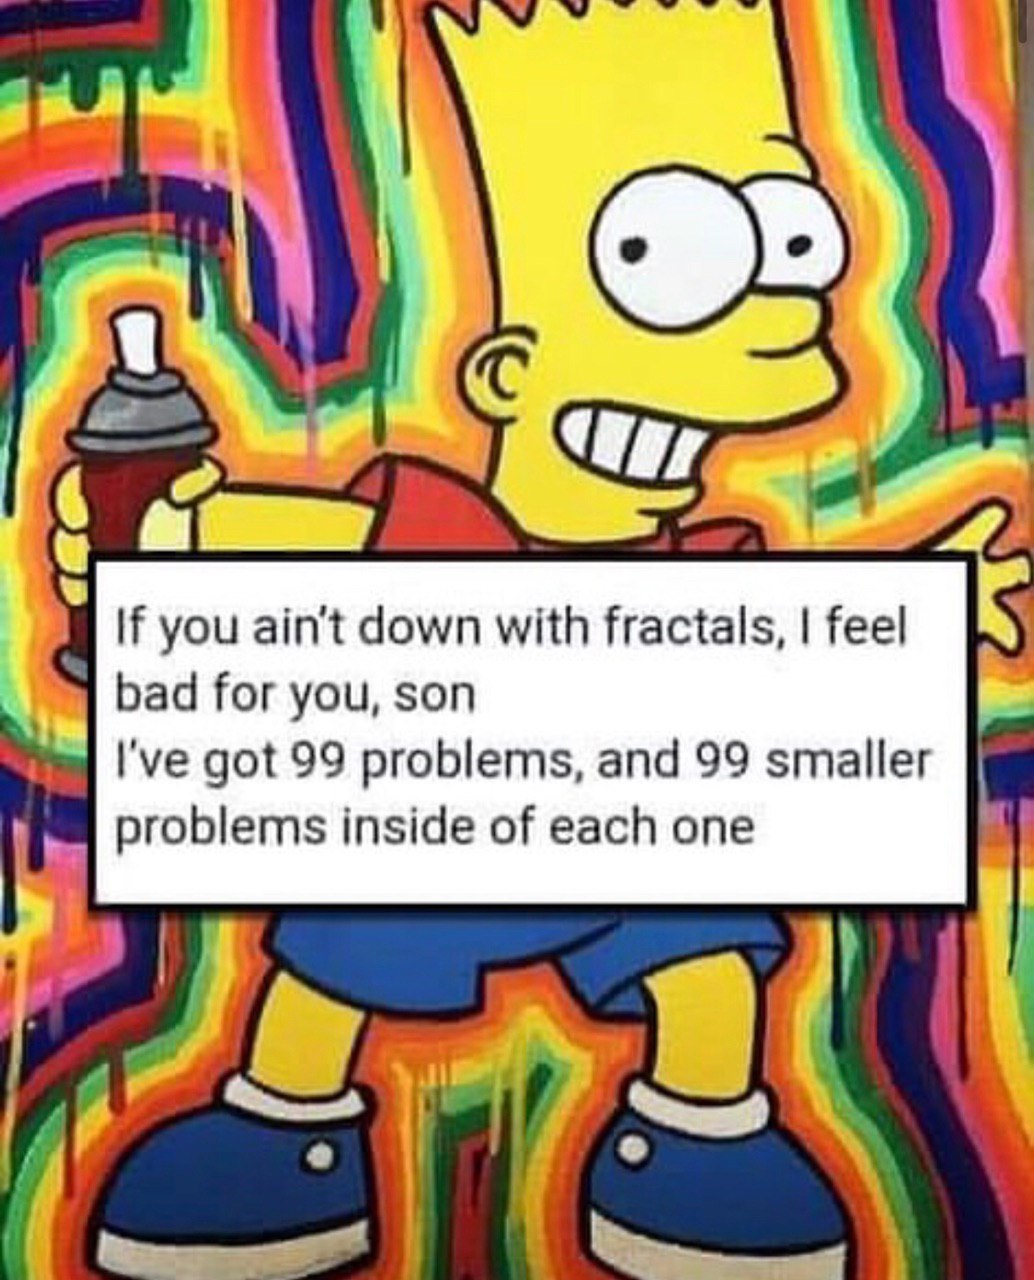 If you ain't down with fractals, I feel
bad for you, son
I've got 99 problems, and 99 smaller
problems inside of each one